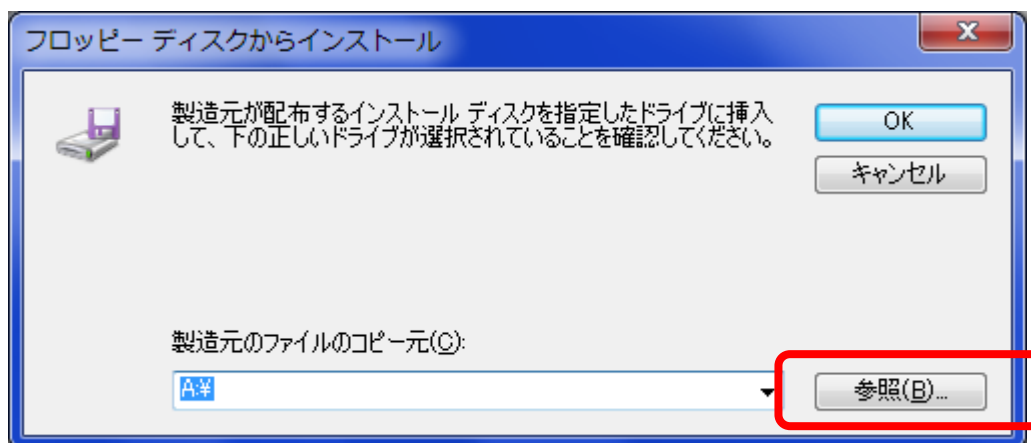 フロッピー ディスクからインストール
製造元が配布するインストール ディスクを指定したドライブに挿入
して、下の正しいドライブが選択されていることを確認してください。
OK
キャンセル
製造元のファイルのコピー元(C):
A:¥
参照(B)...